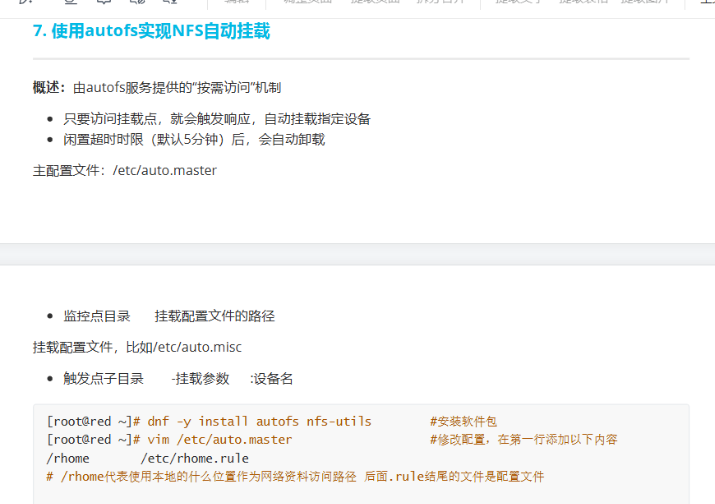 7. 使用autofs实现NFS自动挂载
概述：由autofs服务提供的“按需访问”机制
只要访问挂载点，就会触发响应，自动挂载指定设备
闲置超时时限（默认5分钟）后，会自动卸载
主配置文件：/etc/auto.master
监控点目录 挂载配置文件的路径
挂载配置文件，比如/etc/auto.misc
触发点子目录 -挂载参数 :设备名
[root@red ~]# dnf -y install autofs nfs-utils #安装软件包
[root@red ~]# vim /etc/auto.master #修改配置，在第一行添加以下内容
/rhome /etc/rhome.rule
# /rhome代表使用本地的什么位置作为网络资料访问路径 后面.rule结尾的文件是配置文件